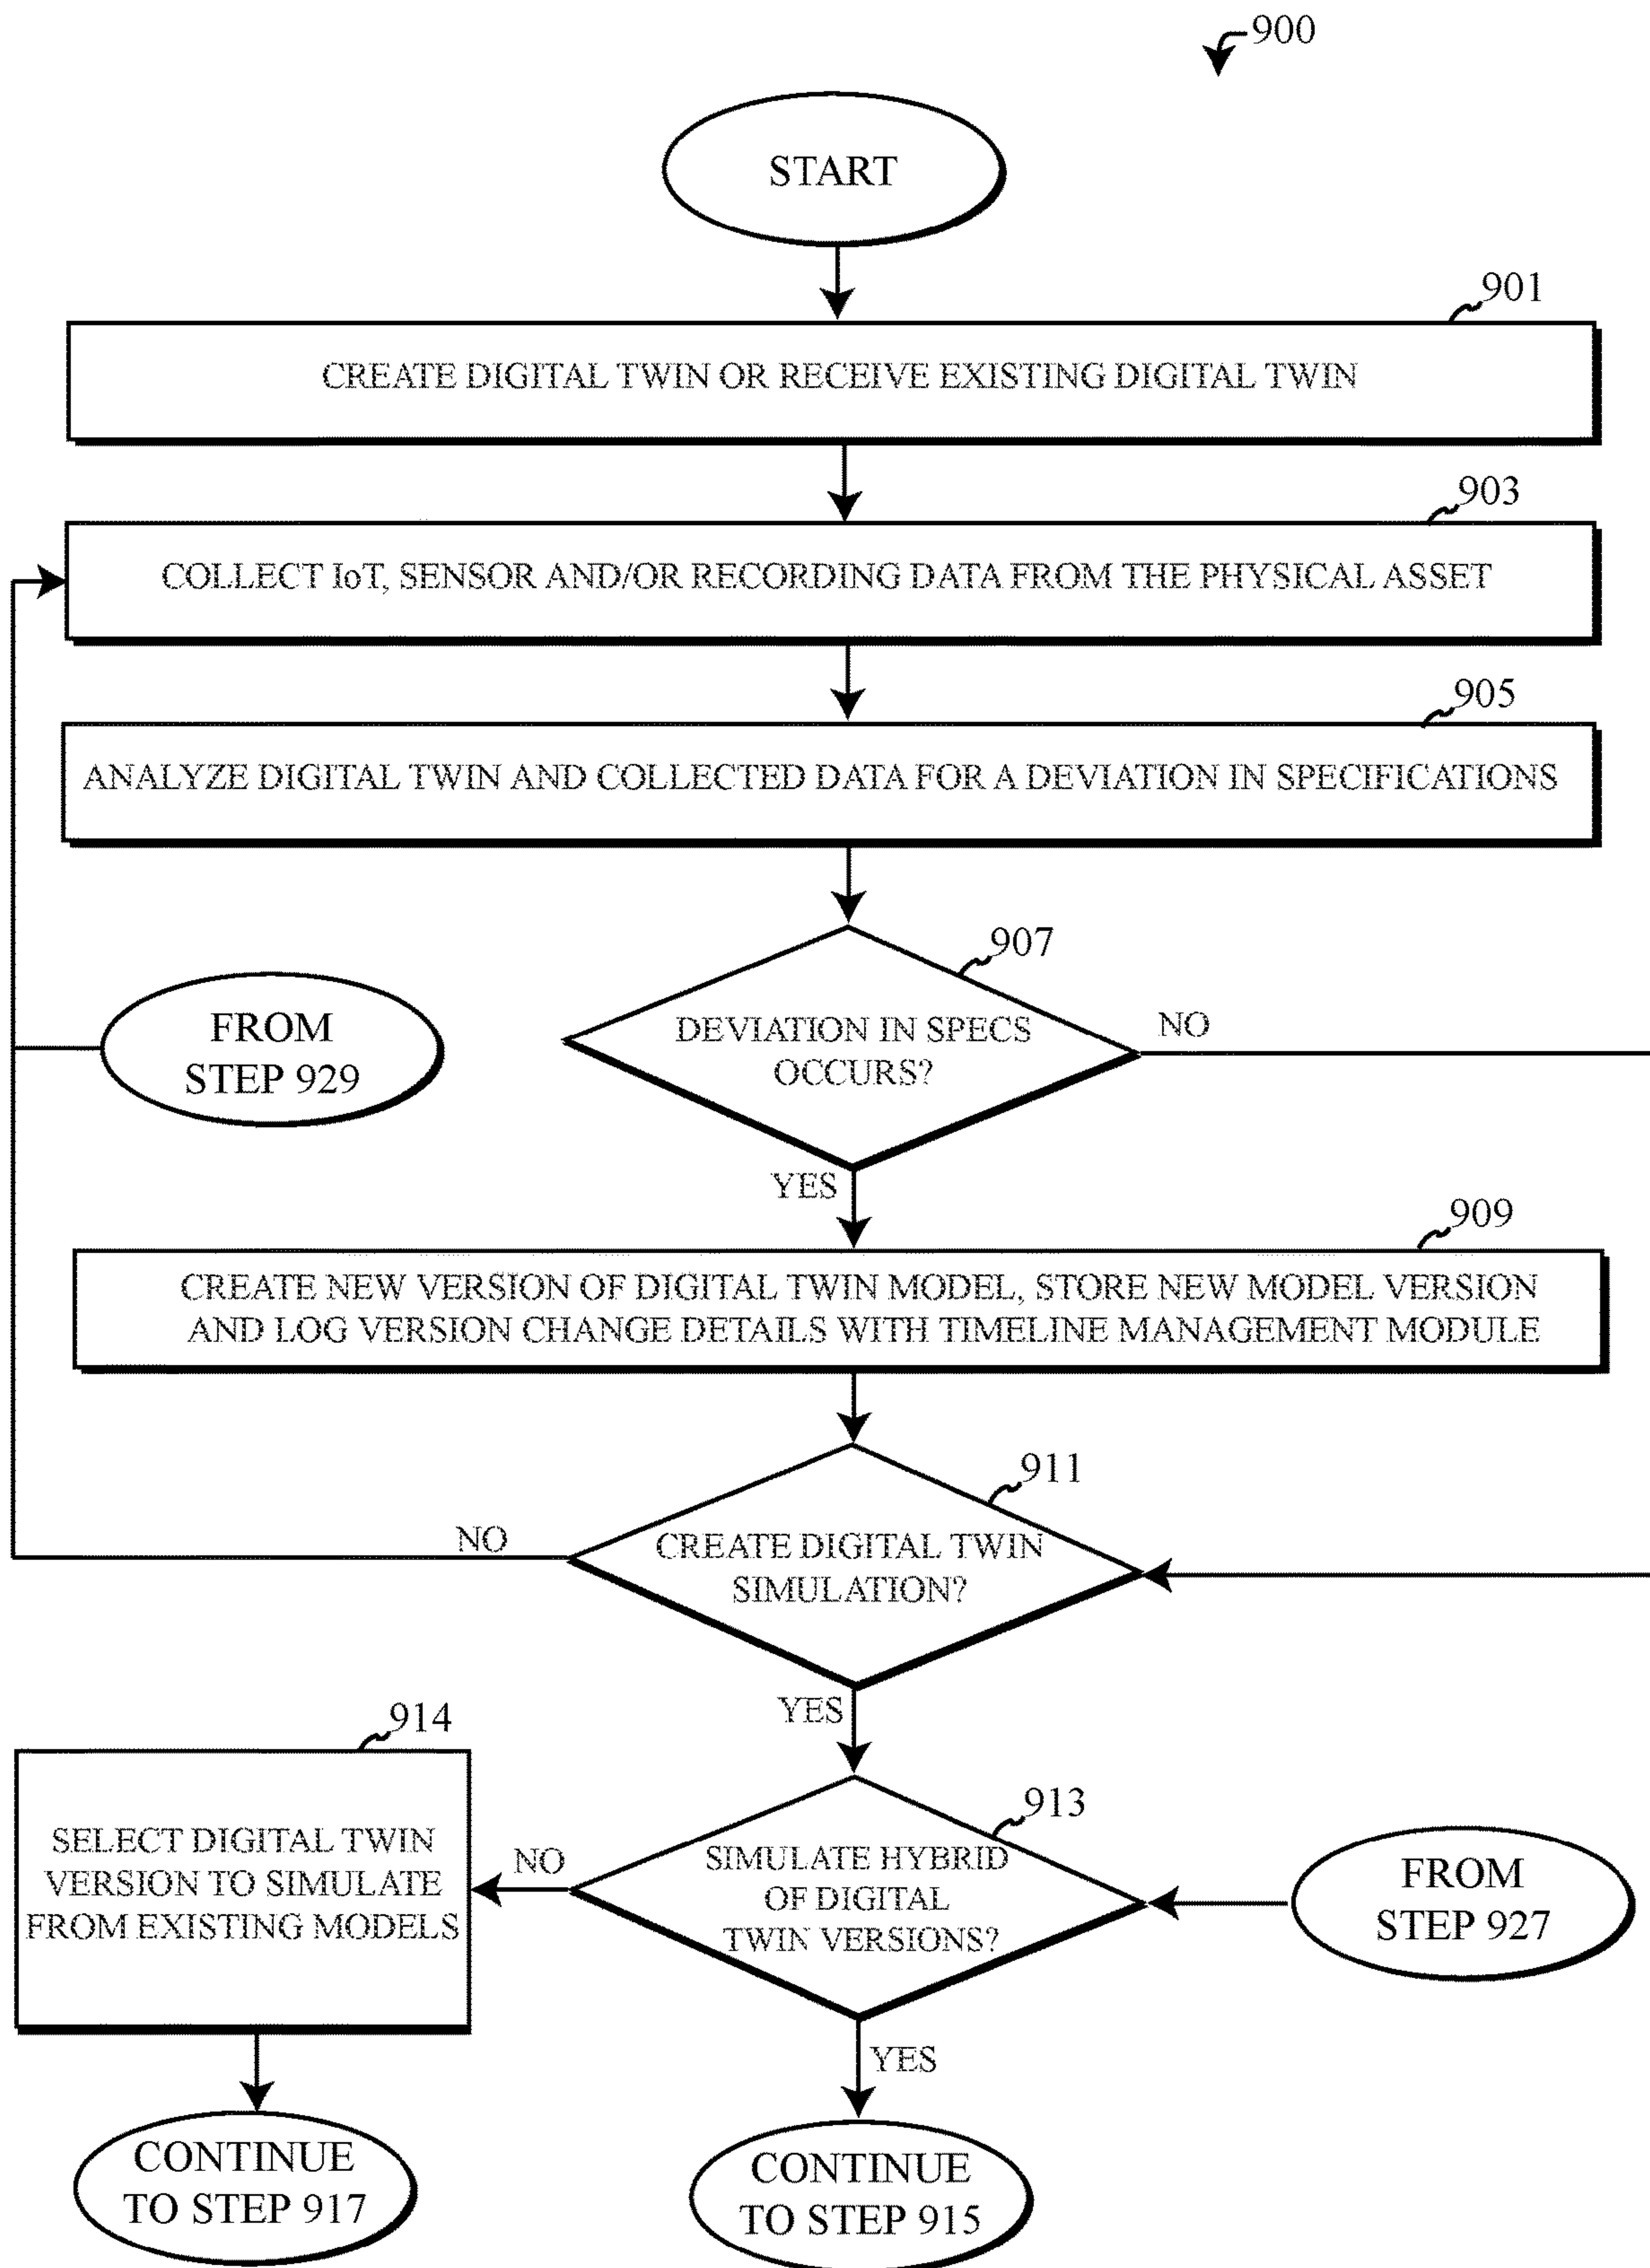 900
START
901
CREATE DIGITAL TWIN OR RECEIVE EXISTING DIGITAL TWIN
903
COLLECT IoT, SENSOR AND/OR RECORDING DATA FROM THE PHYSICAL ASSET
905
ANALYZE DIGITAL TWIN AND COLLECTED DATA FOR A DEVIATION IN SPECIFICATIONS
907
DEVIATION IN SPECS
OCCURS?
NO
FROM
STEP 929
YES
909
CREATE NEW VERSION OF DIGITAL TWIN MODEL, STORE NEW MODEL VERSION
AND LOG VERSION CHANGE DETAILS WITH TIMELINE MANAGEMENT MODULE
911
CREATE DIGITAL TWIN
SIMULATION?
NO
YES
914
SELECT DIGITAL TWIN
VERSION TO SIMULATE
FROM EXISTING MODELS
NO
913
SIMULATE HYBRID
OF DIGITAL
TWIN VERSIONS?
FROM
STEP 927
YES
CONTINUE
TO STEP 917
CONTINUE
TO STEP 915